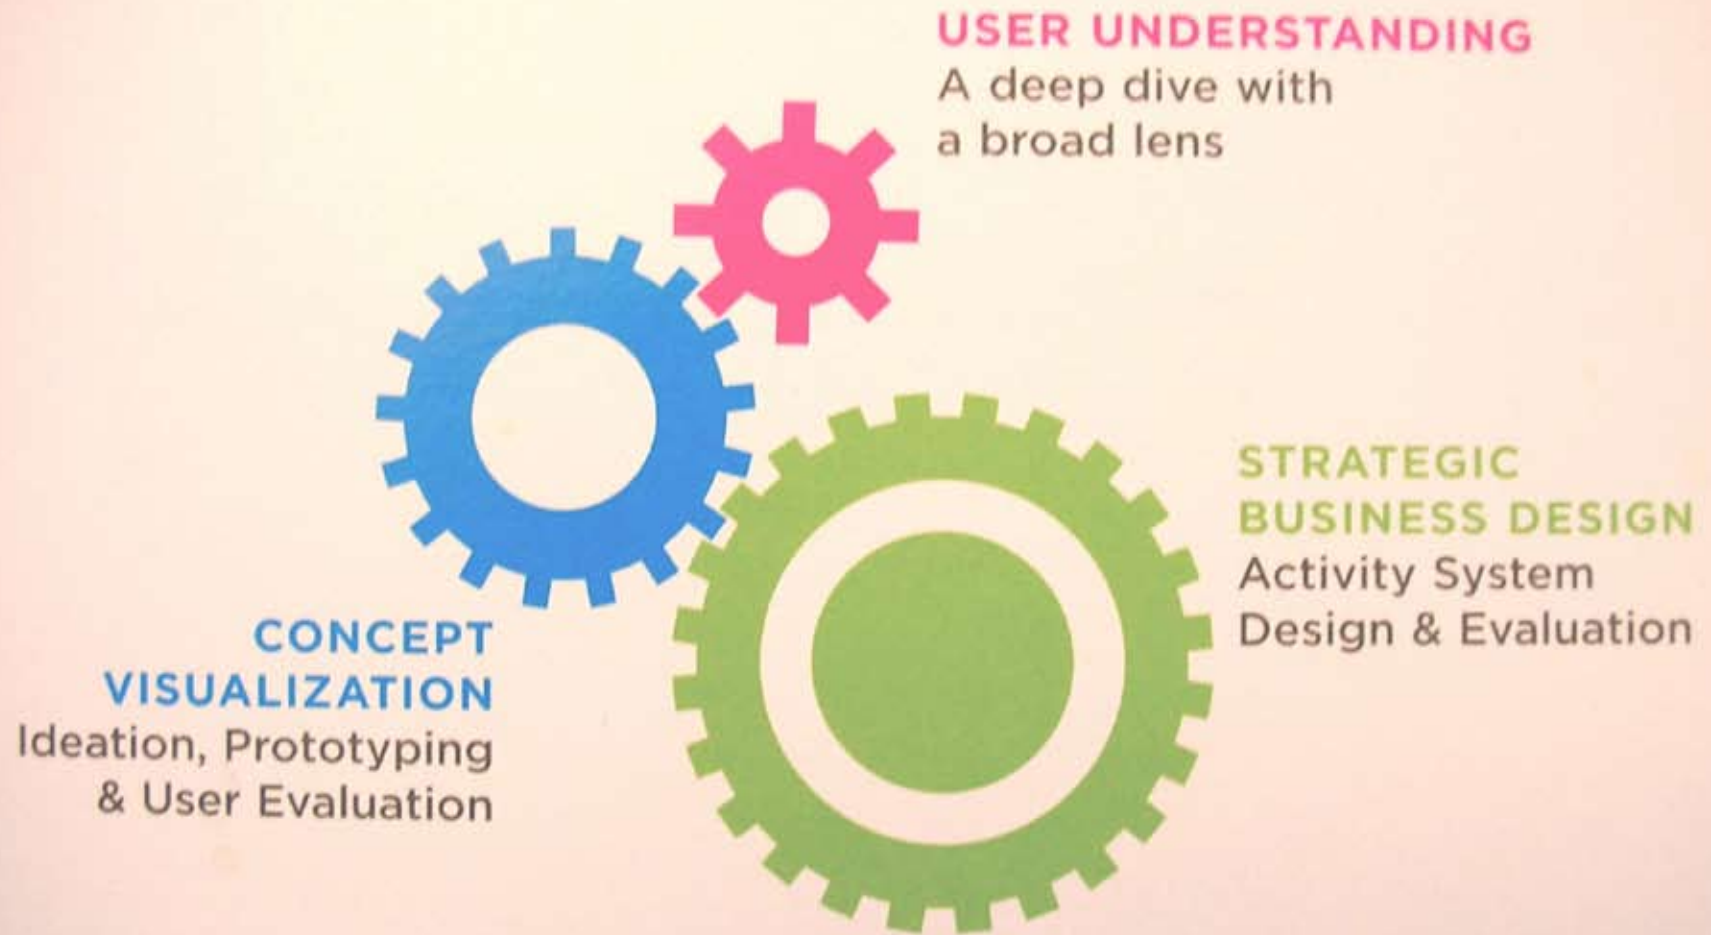 USER UNDERSTANDING
A deep dive with
a broad lens
STRATEGIC
BUSINESS DESIGN
Activity System
Design & Evaluation
CONCEPT
VISUALIZATION
Ideation, Prototyping
& User Evaluation